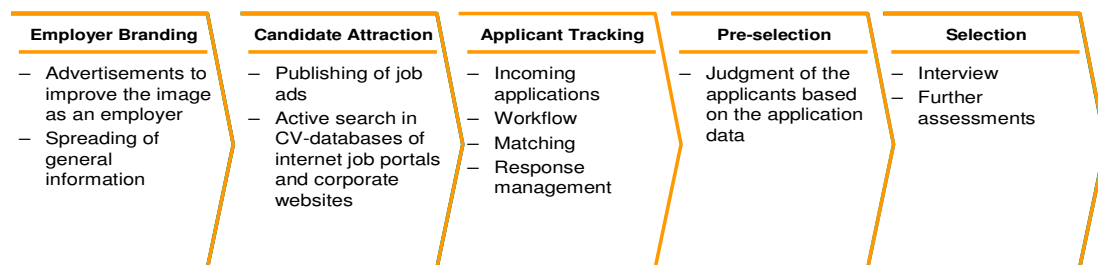 Employer Branding
– Advertisements to
improve the image
as an employer
– Spreading of
general
information
Candidate Attraction
– Publishing of job
ads
– Active search in
CV-databases of
internet job portals
and corporate
websites
Applicant Tracking
– Incoming
applications
– Workflow
– Matching
– Response
management
Pre-selection
– Judgment of the
applicants based
on the application
data
Selection
– Interview
– Further
assessments